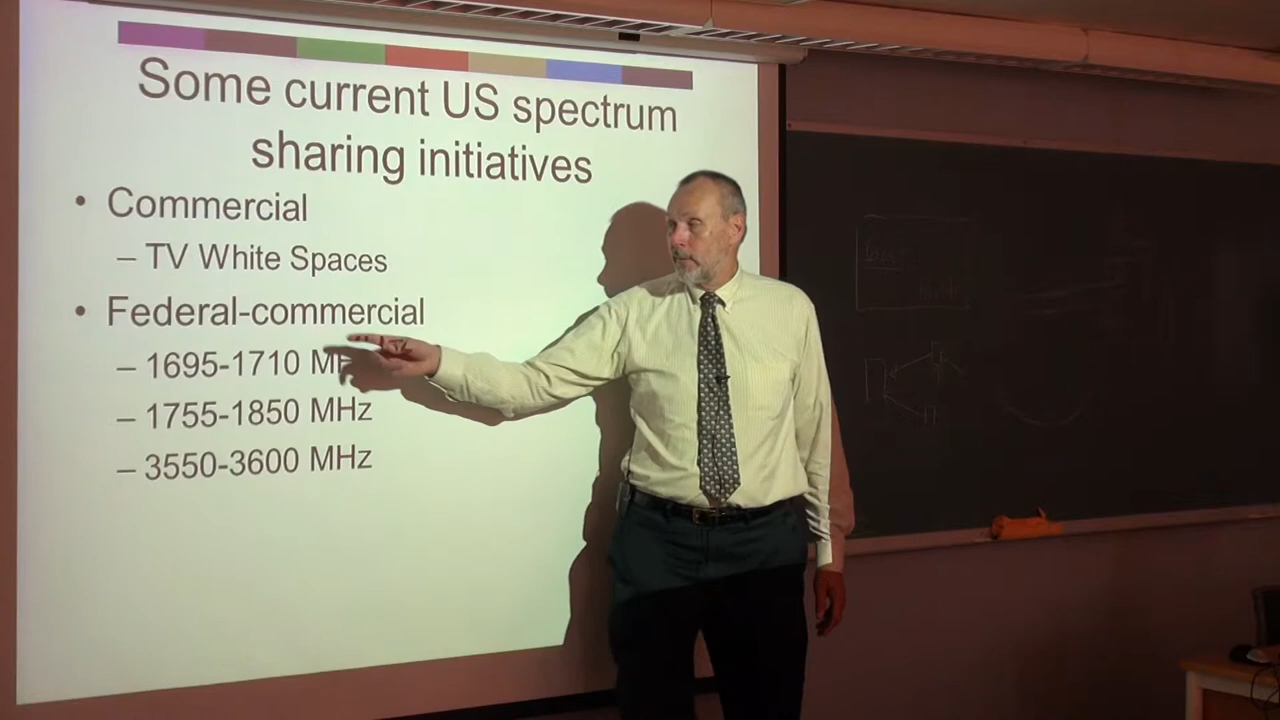 Some current US spectrum
sharing initiatives
• Commercial
– TV White Spaces
• Federal-commercial
– 1695-1710
– 1755-1850 MHz
– 3550-3600 MHz